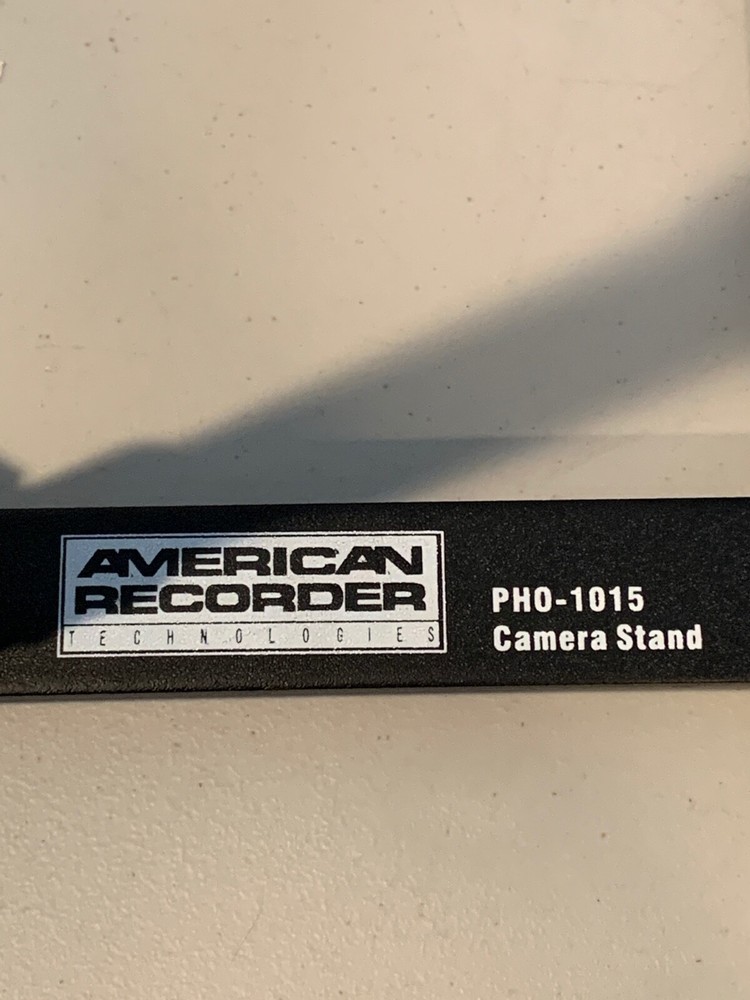 AMERICAN
RECORDER
TECHNOLOGIES
PHO-1015
Camera Stand